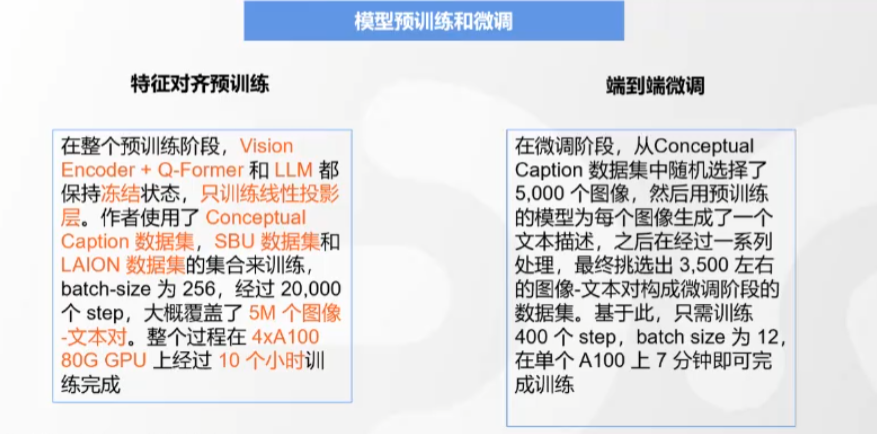 模型预训练和微调
特征对齐预训练
在整个预训练阶段，Vision
Encoder + Q-Former 和 LLM 都
保持冻结状态，只训练线性投影
层。作者使用了 Conceptual
Caption 数据集，SBU 数据集和
LAION 数据集的集合来训练，
batch-size 为 256，经过 20,000
个 step，大概覆盖了 5M 个图像
-文本对。整个过程在 4xA100
80G GPU 上经过 10 个小时训
练完成
端到端微调
在微调阶段，从Conceptual
Caption 数据集中随机选择了
5,000 个图像，然后用预训练
的模型为每个图像生成了一个
文本描述，之后在经过一系列
处理，最终挑选出 3,500 左右
的图像-文本对构成微调阶段的
数据集。基于此，只需训练
400 个 step，batch size 为 12，
在单个 A100 上 7 分钟即可完
成训练